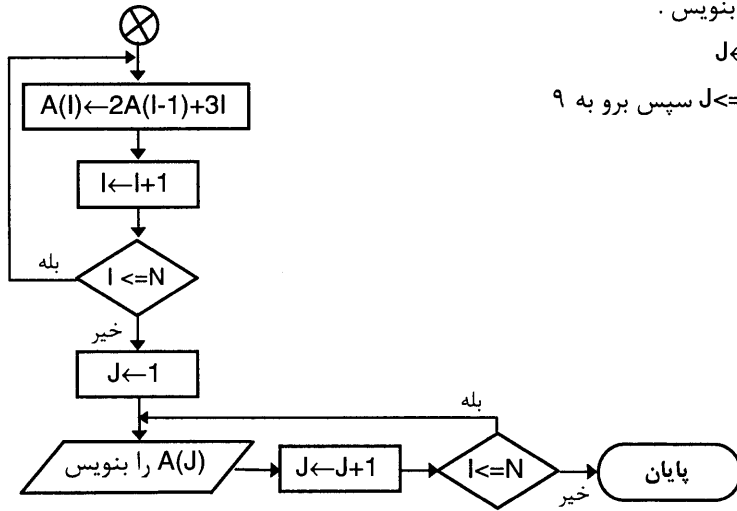 بنویس .
J←
J<= سپس برو به ۹
A(I)←2A(I-1)+3I
I←I+1
بله
I <=N
خیر
J←1
بله
A(J) را بنویس
J←J+1
I<=N
خیر
پایان